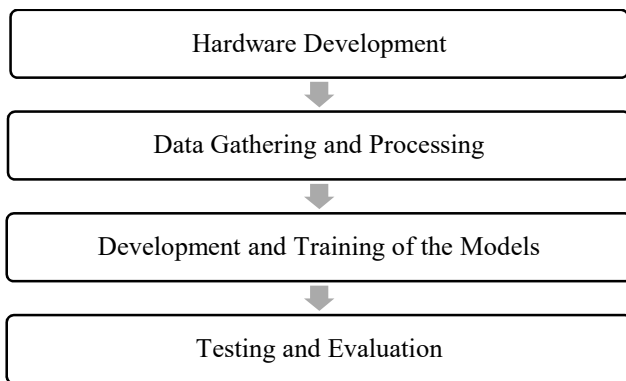 Hardware Development
Data Gathering and Processing
Development and Training of the Models
Testing and Evaluation